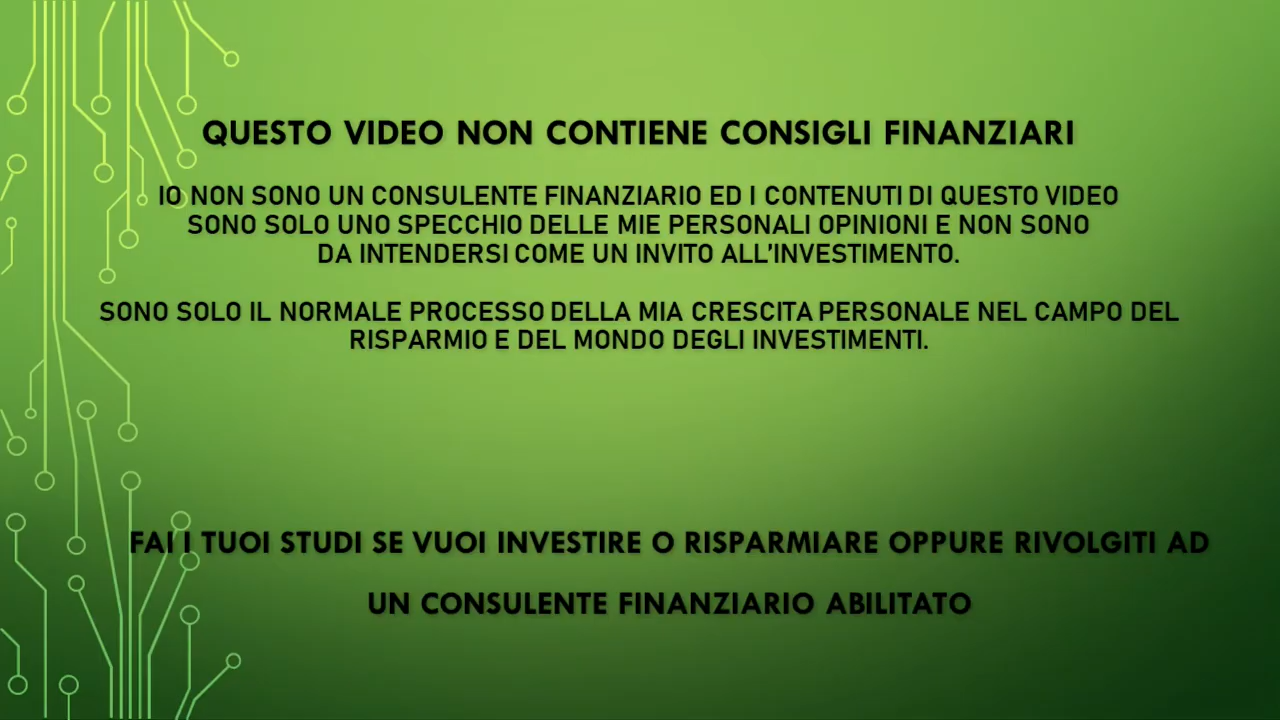 QUESTO VIDEO NON CONTIENE CONSIGLI FINANZIARI
IO NON SONO UN CONSULENTE FINANZIARIO ED I CONTENUTI DI QUESTO VIDEO
SONO SOLO UNO SPECCHIO DELLE MIE PERSONALI OPINIONI E NON SONO
DA INTENDERSI COME UN INVITO ALL'INVESTIMENTO.
SONO SOLO IL NORMALE PROCESSO DELLA MIA CRESCITA PERSONALE NEL CAMPO DEL
RISPARMIO E DEL MONDO DEGLI INVESTIMENTI.
FAI I TUOI STUDI SE VUOI INVESTIRE O RISPARMIARE OPPURE RIVOLGITI AD
UN CONSULENTE FINANZIARIO ABILITATO